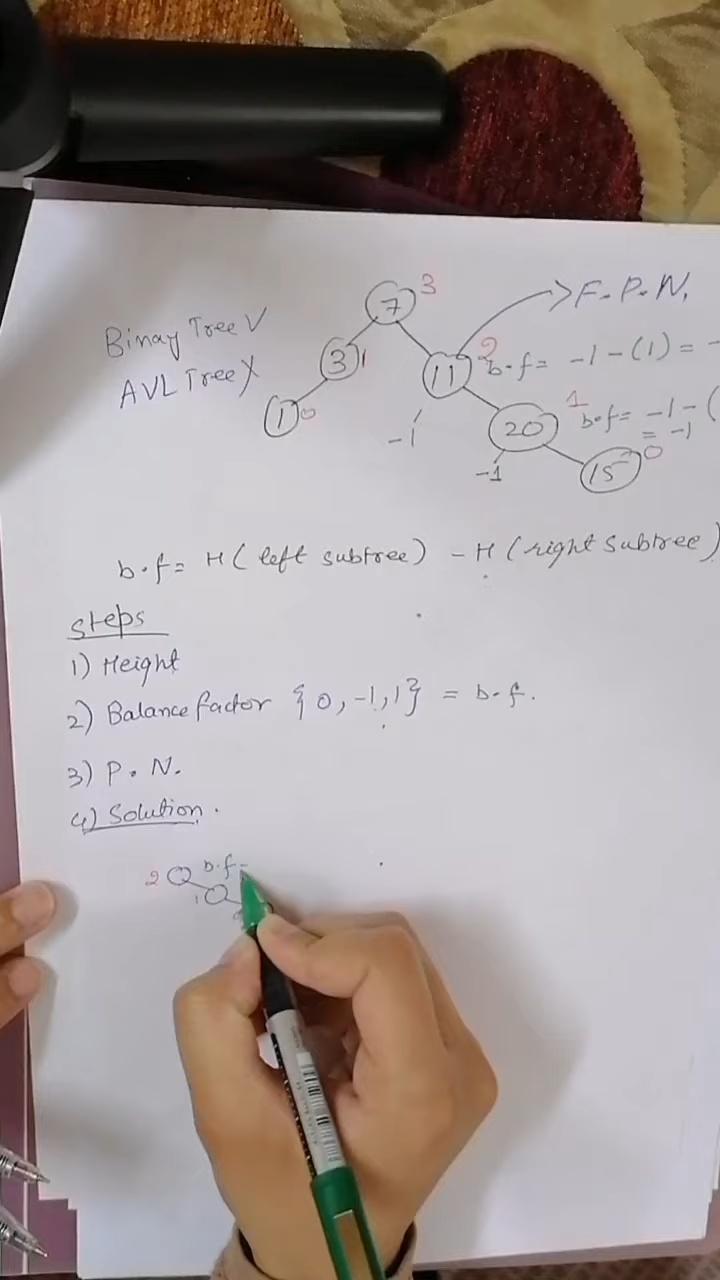 Binay Tree V
AVL Tree X
7 3
3 1
1 0
11 2
F.P.N.
b.f = -1 - (1) = -
-1
20 1
b.f = -1 - (
= -1
-1
15 0
b.f = H (left subtree) - H (right subtree)
Steps
1) Height
2) Balance factor {0, -1, 1} = b.f.
3) P.N.
4) Solution.
2 b.f =
1